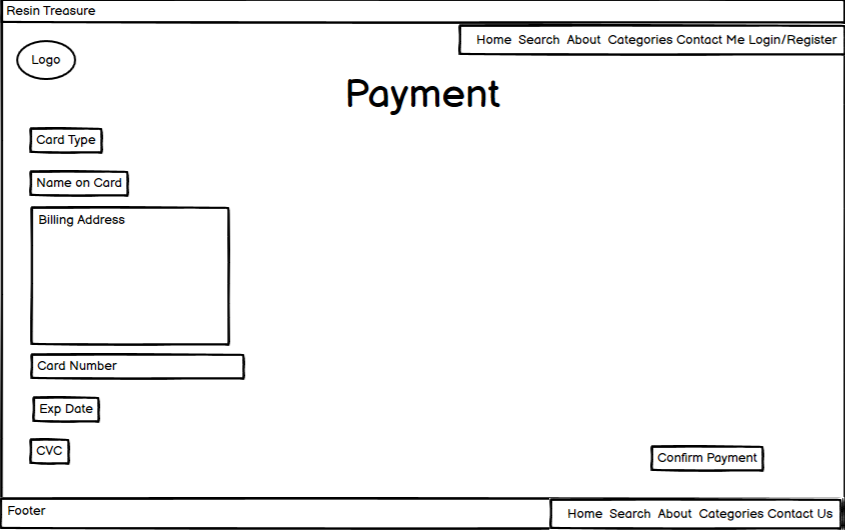 Resin Treasure
Home Search About Categories Contact Me Login/Register
Logo
Payment
Card Type
Name on Card
Billing Address
Card Number
Exp Date
CVC
Confirm Payment
Footer
Home Search About Categories Contact Us